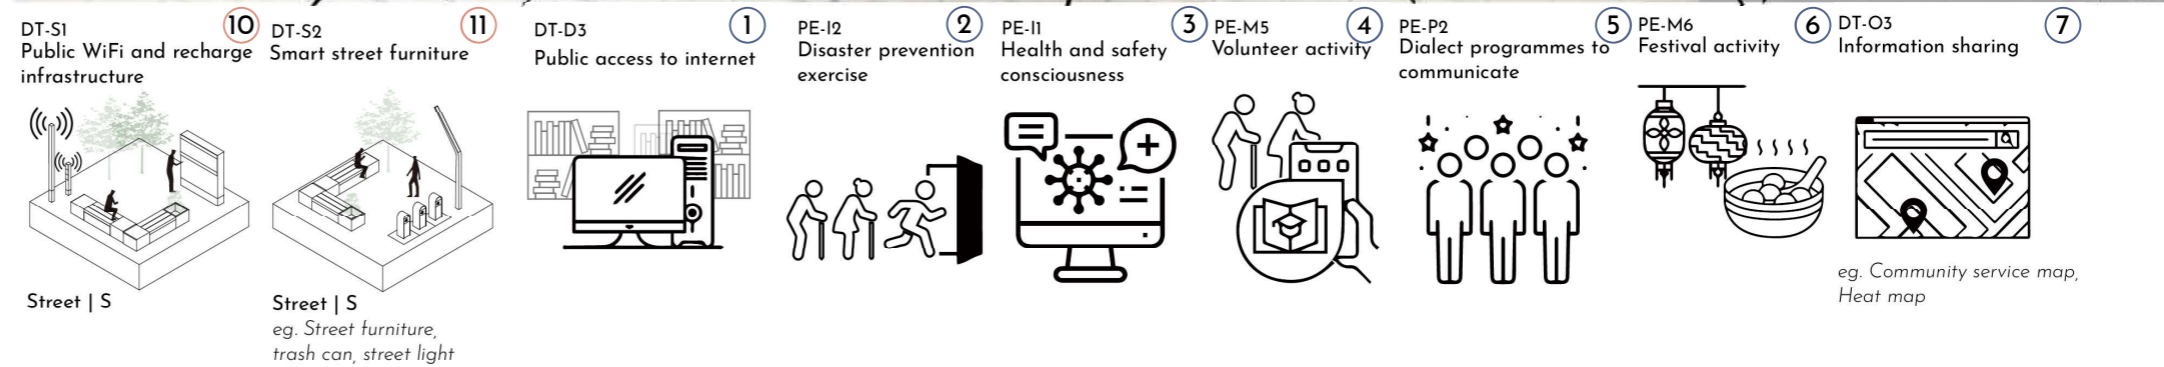 DT-S1
10
Public WiFi and recharge
infrastructure
Street | S
DT-S2
11
Smart street furniture
Street | S
eg. Street furniture,
trash can, street light
DT-D3
1
Public access to internet
PE-I2
2
Disaster prevention
exercise
PE-I1
3
Health and safety
consciousness
PE-M5
4
Volunteer activity
PE-P2
5
Dialect programmes to
communicate
PE-M6
6
Festival activity
DT-O3
7
Information sharing
eg. Community service map,
Heat map